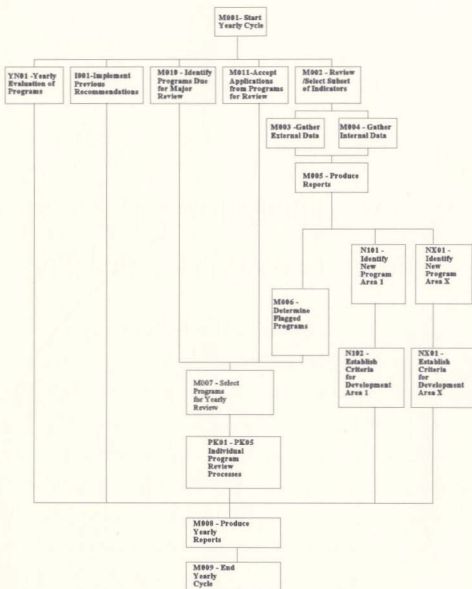 M001- Start
Yearly
Cycle
YN01 -Yearly
Evaluation of
Programs
I001-Implement
Previous
Recommendations
M010 - Identify
Programs Due
for Major
Review
M011-Accept
Applications
from Programs
for Review
M002 - Review
/Select Subset
of Indicators
M003 -Gather
External Data
M004 - Gather
Internal Data
M005 - Produce
Reports
N101 -
Identify
New
Program
Area 1
NX01 -
Identify
New
Program
Area X
M006 -
Determine
Flagged
Programs
N102 -
Establish
Criteria
for
Development
Area 1
NX01 -
Establish
Criteria
for
Development
Area X
M007 - Select
Programs
for Yearly
Review
PK01 - PK05
Individual
Program
Review
Processes
M008 - Produce
Yearly
Reports
M009 - End
Yearly
Cycle